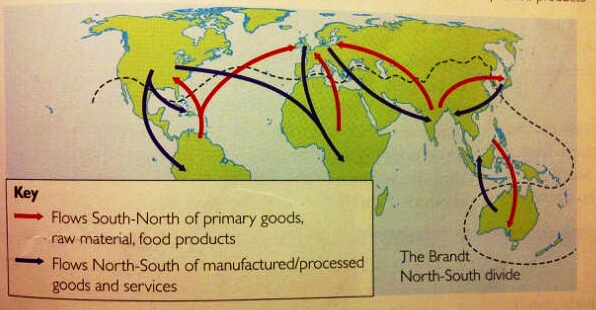 products
Key
Flows South-North of primary goods,
raw material, food products
Flows North-South of manufactured/processed
goods and services
The Brandt
North-South divide